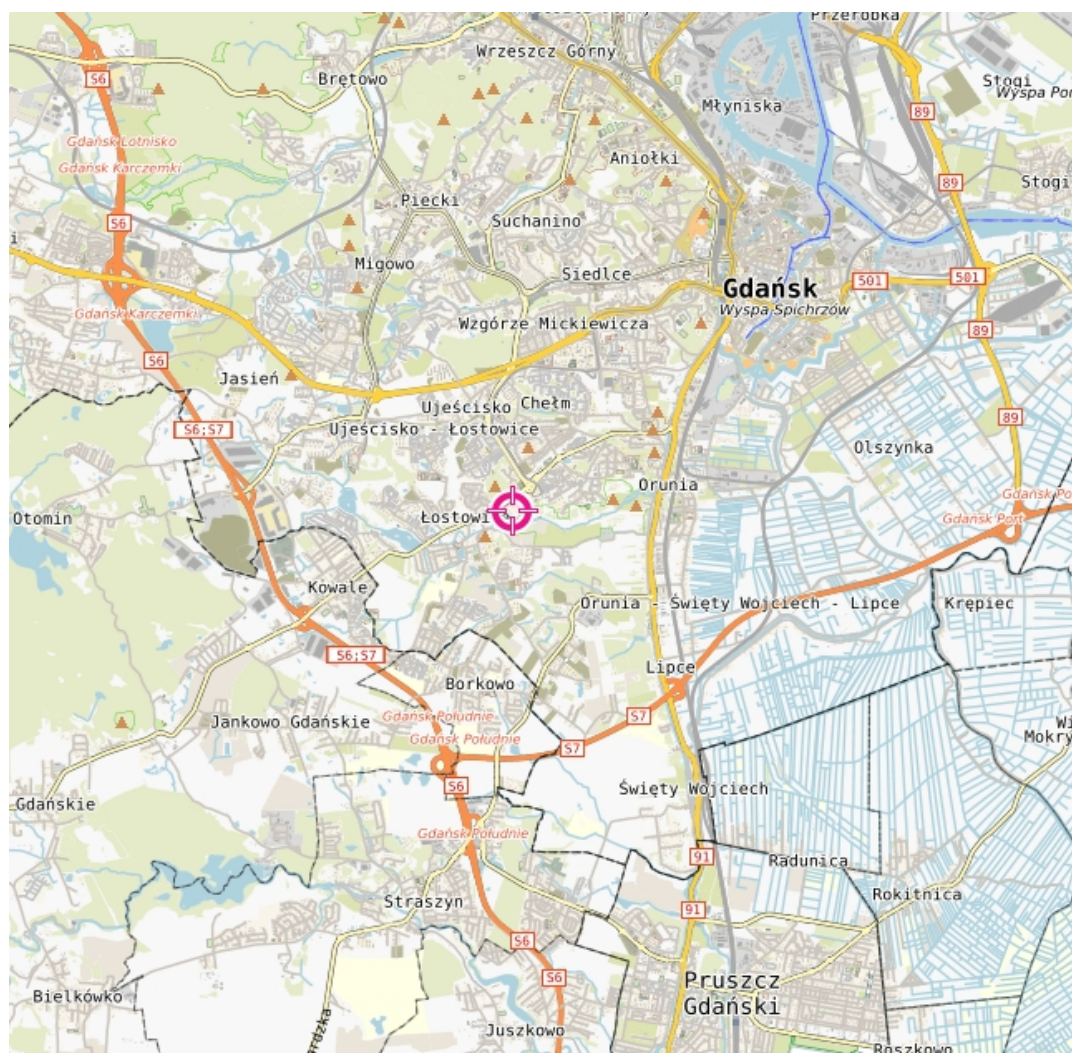 Przeróbka
Wrzeszcz Górny
S6
Brętowo
Stogi
Wyspa Por
Młyniska
89
Gdańsk Lotnisko
Gdańsk Karczemki
Aniołki
89
Stogi
Piecki
S6
Suchanino
i
Migowo
Siedlce
501
501
Gdańsk
Wyspa Spichrzów
Gdańsk Karczemki
Wzgórze Mickiewicza
89
S6
Jasień
Ujeścisko
Chełm
89
S6;S7
Ujeścisko - Łostowice
Olszynka
Orunia
Gdańsk Po
Otomin
Łostowi
Gdańsk Port
Kowale
Orunia - Święty Wojciech - Lipce
Krępiec
S6;S7
Lipce
Borkowo
Jankowo Gdańskie
Gdańskie Południe
S7
Wi
Mokry
Gdańsk Południe
S7
S6
Święty Wojciech
Gdańskie
Gdańsk Południe
91
Radunica
Rokitnica
Straszyn
91
S6
S6
Pruszcz
Gdański
Bielkówko
Juszkowo
ardzka
Roszkowo